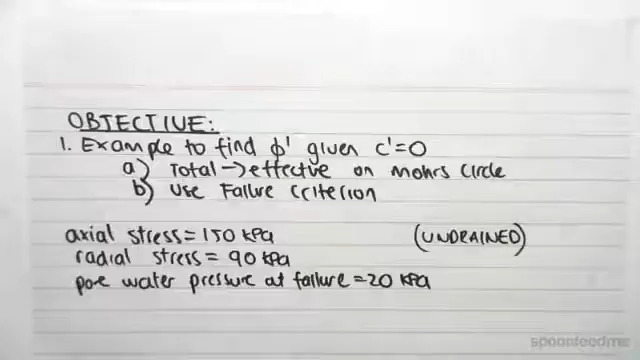 OBJECTIVE:
1. Example to find φ' given c'=0
a) Total → effective on Mohrs Circle
b) Use Failure Criterion
axial stress = 150 kPa (UNDRAINED)
radial stress = 90 kPa
pore water pressure at failure = 20 kPa
spoonfeedme